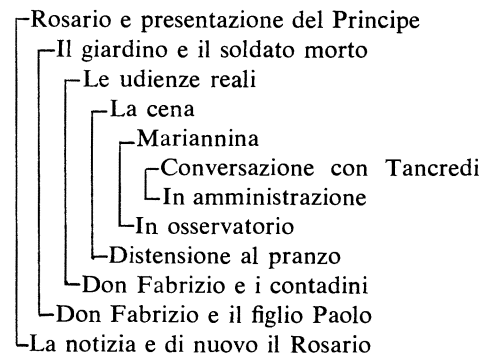 Rosario e presentazione del Principe
Il giardino e il soldato morto
Le udienze reali
La cena
Mariannina
Conversazione con Tancredi
In amministrazione
In osservatorio
Distensione al pranzo
Don Fabrizio e i contadini
Don Fabrizio e il figlio Paolo
La notizia e di nuovo il Rosario